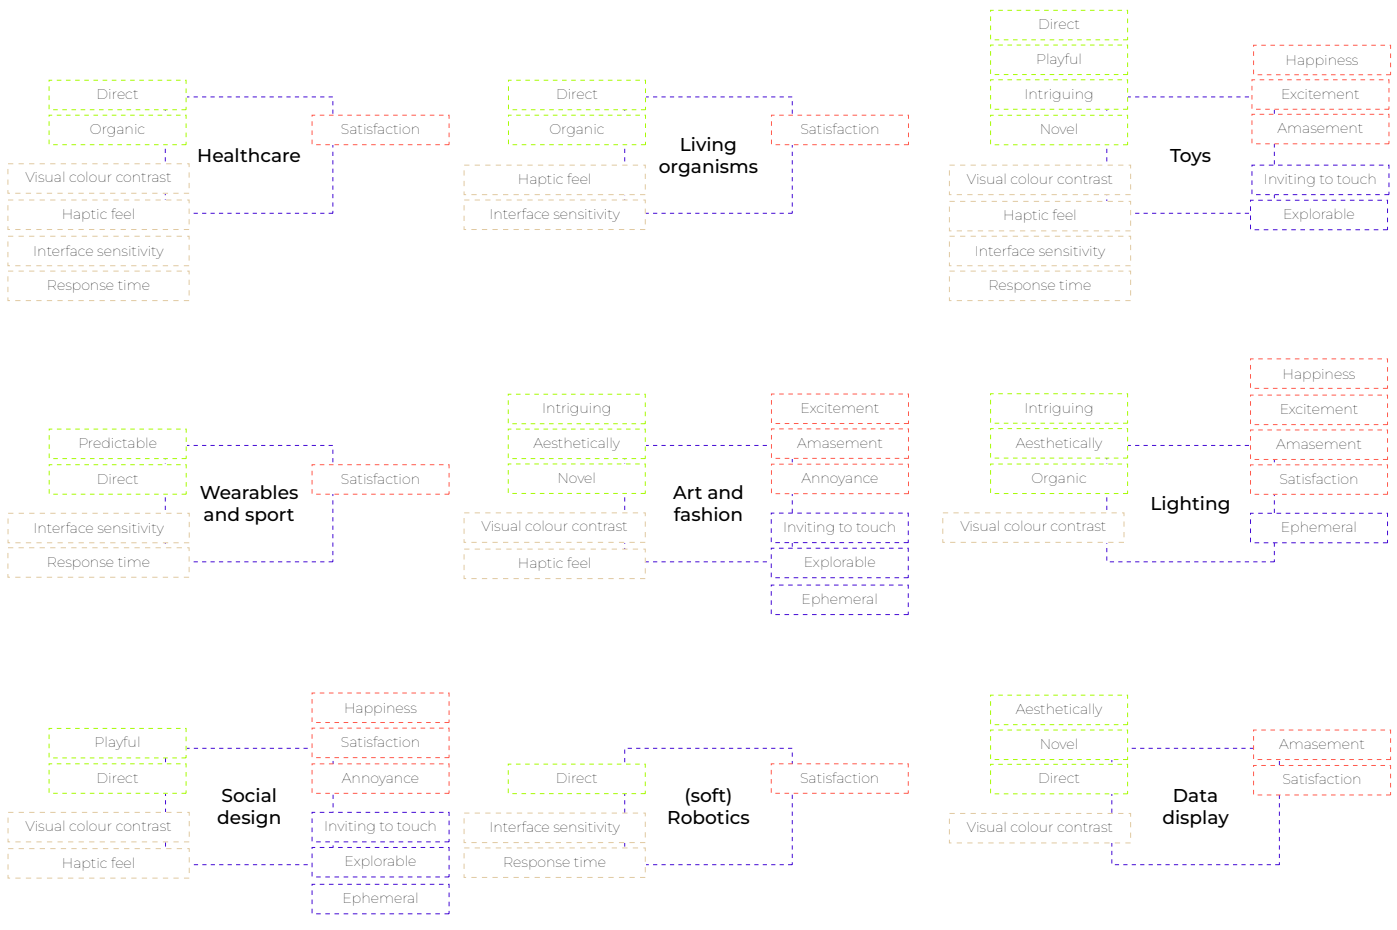 Direct
Organic
Visual colour contrast
Haptic feel
Interface sensitivity
Response time
Healthcare
Satisfaction
Direct
Organic
Haptic feel
Interface sensitivity
Living
organisms
Satisfaction
Direct
Playful
Intriguing
Novel
Visual colour contrast
Haptic feel
Interface sensitivity
Response time
Toys
Happiness
Excitement
Amasement
Inviting to touch
Explorable
Predictable
Direct
Interface sensitivity
Response time
Wearables
and sport
Satisfaction
Intriguing
Aesthetically
Novel
Visual colour contrast
Haptic feel
Art and
fashion
Excitement
Amasement
Annoyance
Inviting to touch
Explorable
Ephemeral
Intriguing
Aesthetically
Organic
Visual colour contrast
Lighting
Happiness
Excitement
Amasement
Satisfaction
Ephemeral
Playful
Direct
Visual colour contrast
Haptic feel
Social
design
Happiness
Satisfaction
Annoyance
Inviting to touch
Explorable
Ephemeral
Direct
Interface sensitivity
Response time
(soft)
Robotics
Satisfaction
Aesthetically
Novel
Direct
Visual colour contrast
Data
display
Amasement
Satisfaction